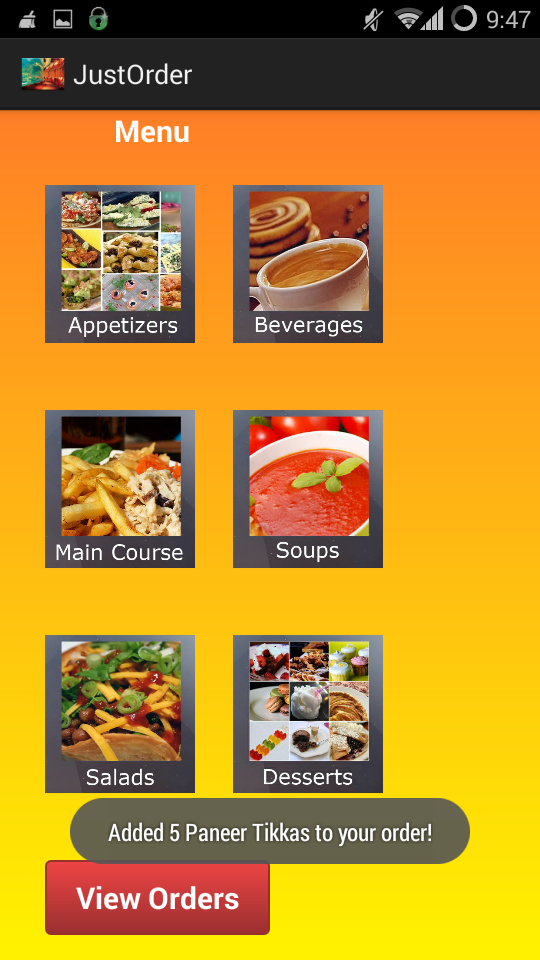 9:47
JustOrder
Menu
Appetizers
Beverages
Main Course
Soups
Salads
Desserts
Added 5 Paneer Tikkas to your order!
View Orders